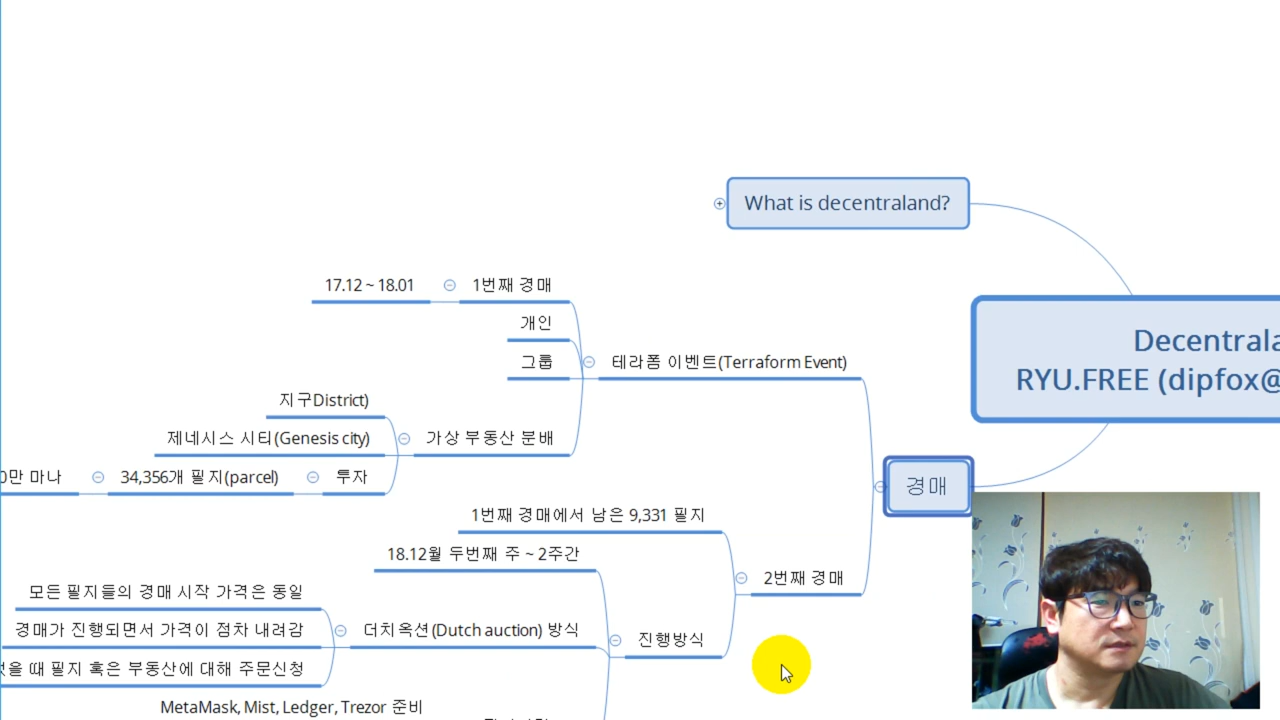 What is decentraland?
17.12 ~ 18.01
1번째 경매
개인
그룹
테라폼 이벤트(Terraform Event)
지구District)
제네시스 시티(Genesis city)
가상 부동산 분배
0만 마나
34,356개 필지(parcel)
투자
Decentrala
RYU.FREE (dipfox@
경매
1번째 경매에서 남은 9,331 필지
18.12월 두번째 주 ~ 2주간
2번째 경매
모든 필지들의 경매 시작 가격은 동일
경매가 진행되면서 가격이 점차 내려감
더치옥션(Dutch auction) 방식
진행방식
을 때 필지 혹은 부동산에 대해 주문신청
MetaMask, Mist, Ledger, Trezor 준비